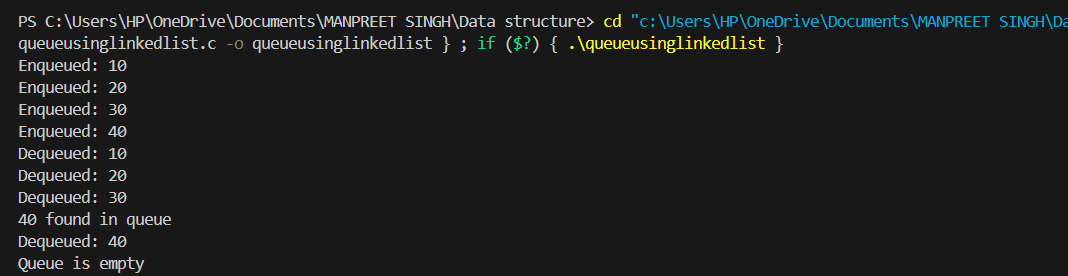 PS C:\Users\HP\OneDrive\Documents\MANPREET SINGH\Data structure> cd "c:\Users\HP\OneDrive\Documents\MANPREET SINGH\Da
queueusinglinkedlist.c -o queueusinglinkedlist } ; if ($?) { .\queueusinglinkedlist }
Enqueued: 10
Enqueued: 20
Enqueued: 30
Enqueued: 40
Dequeued: 10
Dequeued: 20
Dequeued: 30
40 found in queue
Dequeued: 40
Queue is empty